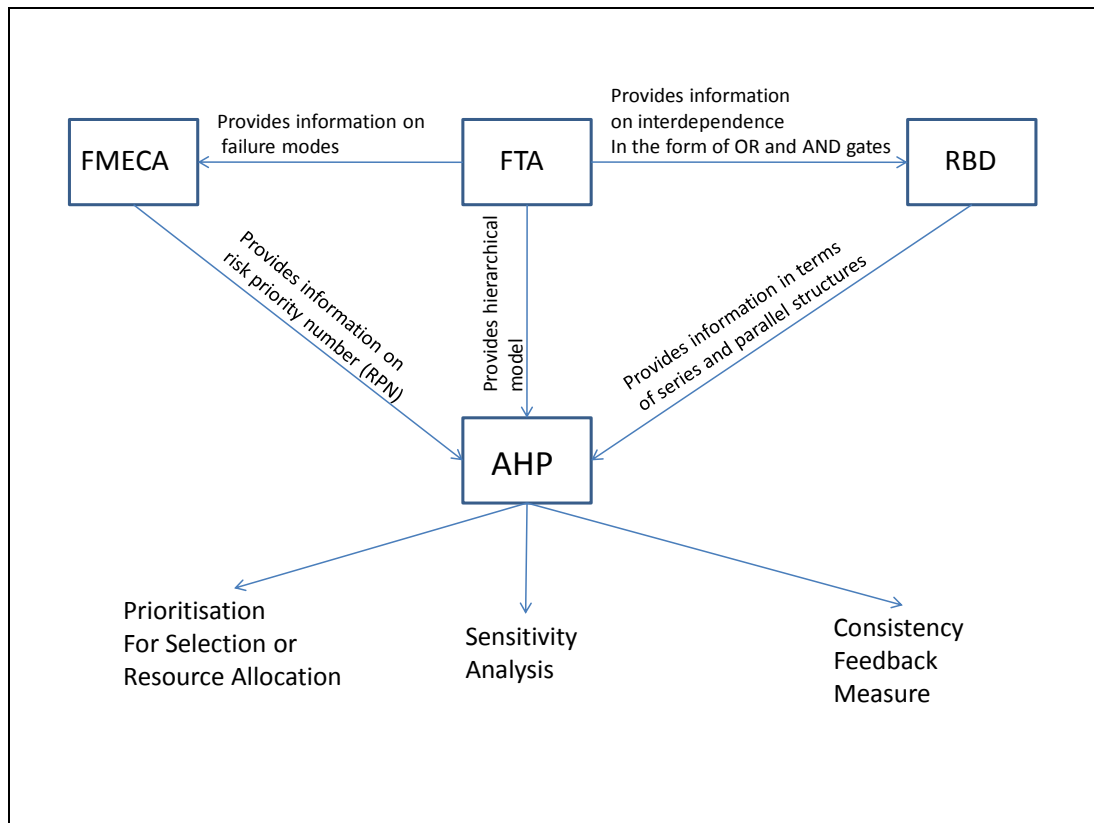 Provides information on
failure modes
Provides information
on interdependence
In the form of OR and AND gates
FMECA
FTA
RBD
Provides information on
risk priority number (RPN)
Provides hierarchical
model
Provides information in terms
of series and parallel structures
AHP
Prioritisation
For Selection or
Resource Allocation
Sensitivity
Analysis
Consistency
Feedback
Measure